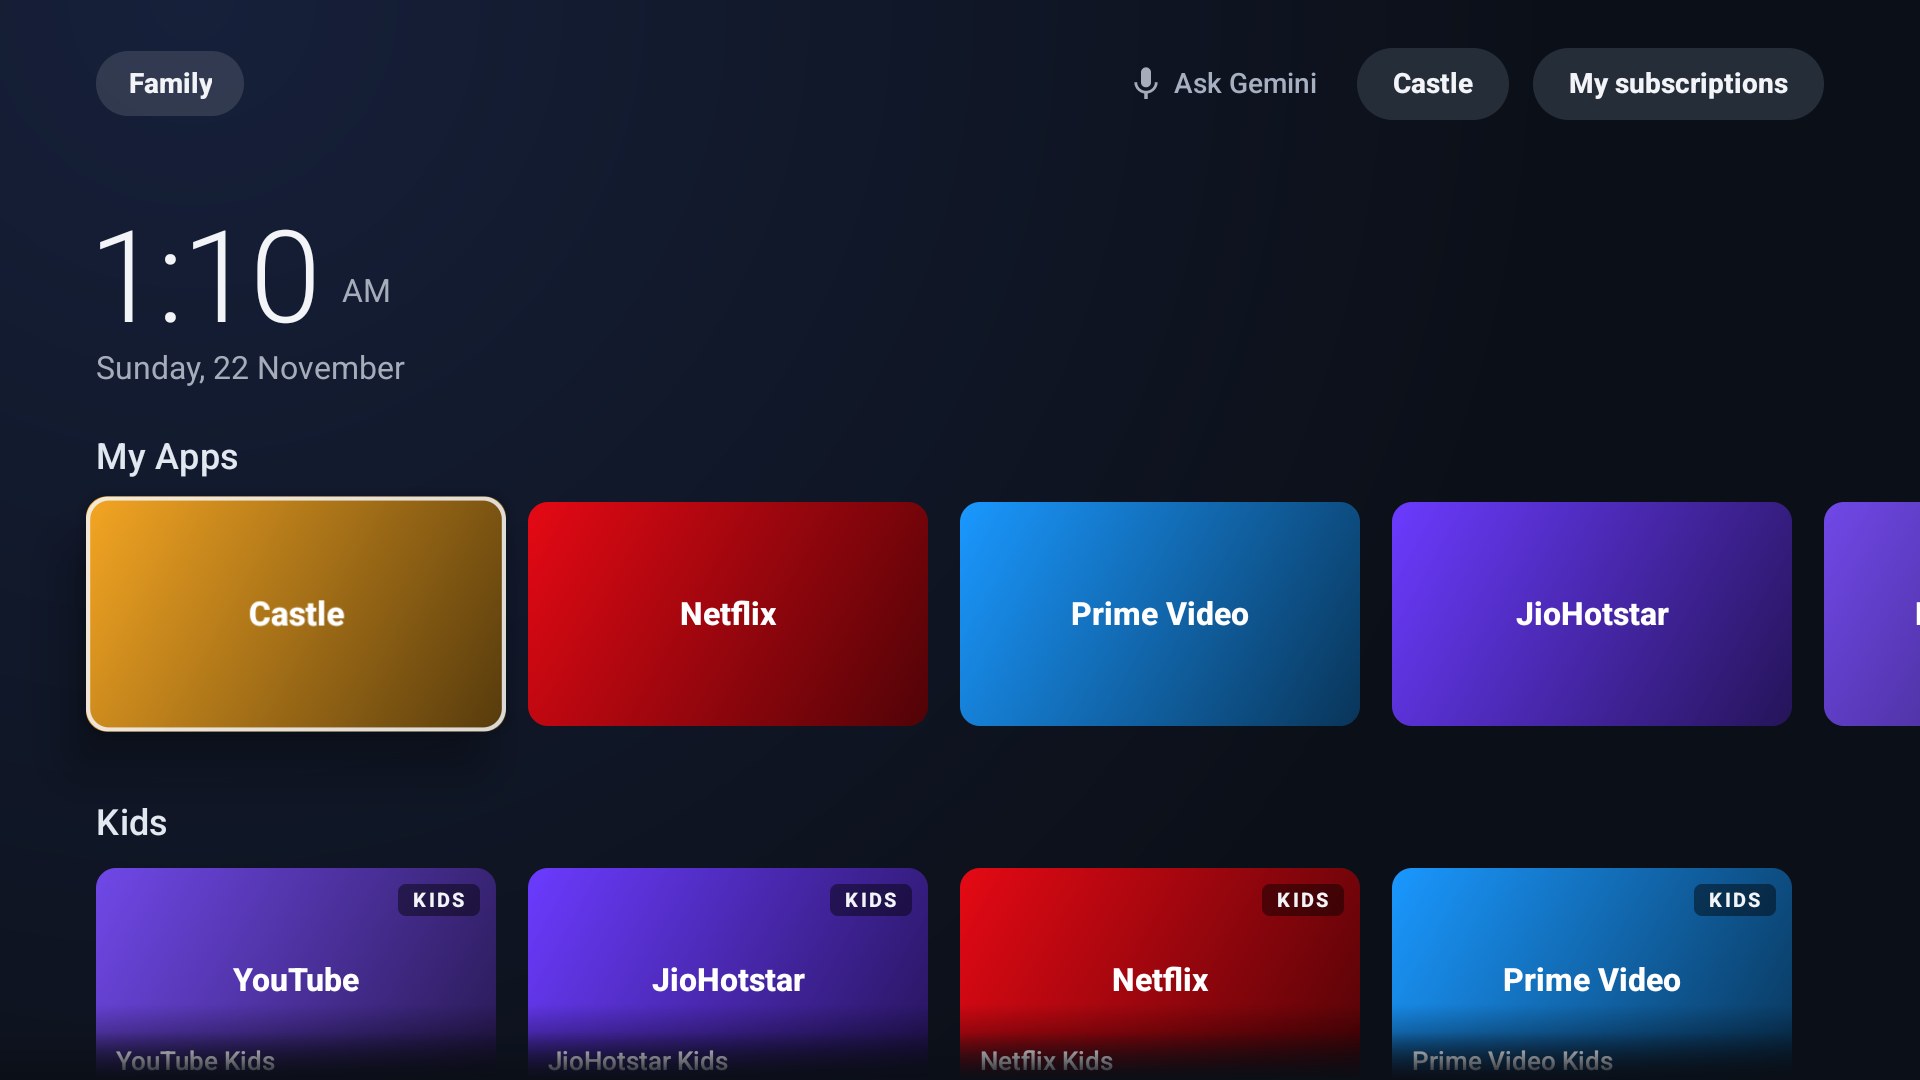 Family
Ask Gemini
Castle
My subscriptions
1:10 AM
Sunday, 22 November
My Apps
Castle
Netflix
Prime Video
JioHotstar
Kids
KIDS
YouTube
YouTube Kids
KIDS
JioHotstar
JioHotstar Kids
KIDS
Netflix
Netflix Kids
KIDS
Prime Video
Prime Video Kids